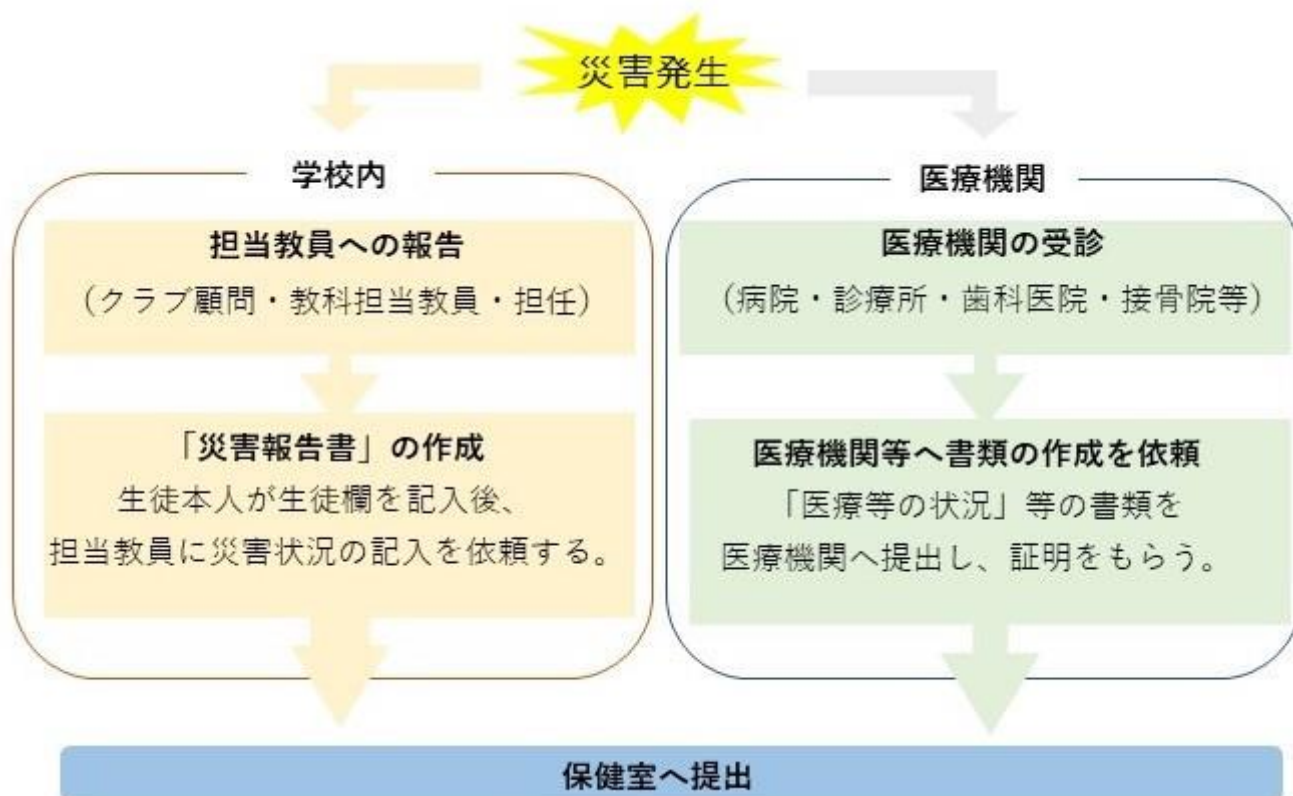 災害発生
学校内
担当教員への報告
（クラブ顧問・教科担当教員・担任）
「災害報告書」の作成
生徒本人が生徒欄を記入後、
担当教員に災害状況の記入を依頼する。
医療機関
医療機関の受診
（病院・診療所・歯科医院・接骨院等）
医療機関等へ書類の作成を依頼
「医療等の状況」等の書類を
医療機関へ提出し、証明をもらう。
保健室へ提出